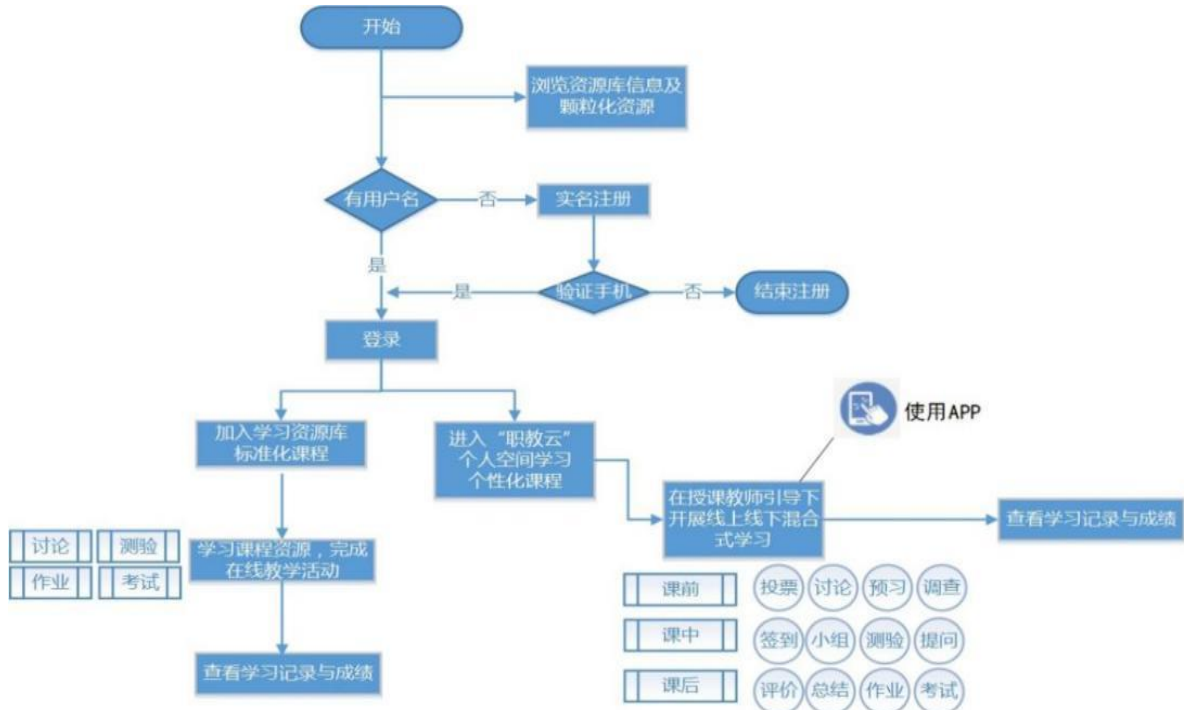 开始
浏览资源库信息及
颗粒化资源
有用户名
否
实名注册
是
是
验证手机
否
结束注册
登录
使用APP
加入学习资源库
标准化课程
进入“职教云”
个人空间学习
个性化课程
在授课教师引导下
开展线上线下混合
式学习
查看学习记录与成绩
讨论
测验
作业
考试
学习课程资源，完成
在线教学活动
查看学习记录与成绩
课前
投票
讨论
预习
调查
课中
签到
小组
测验
提问
课后
评价
总结
作业
考试